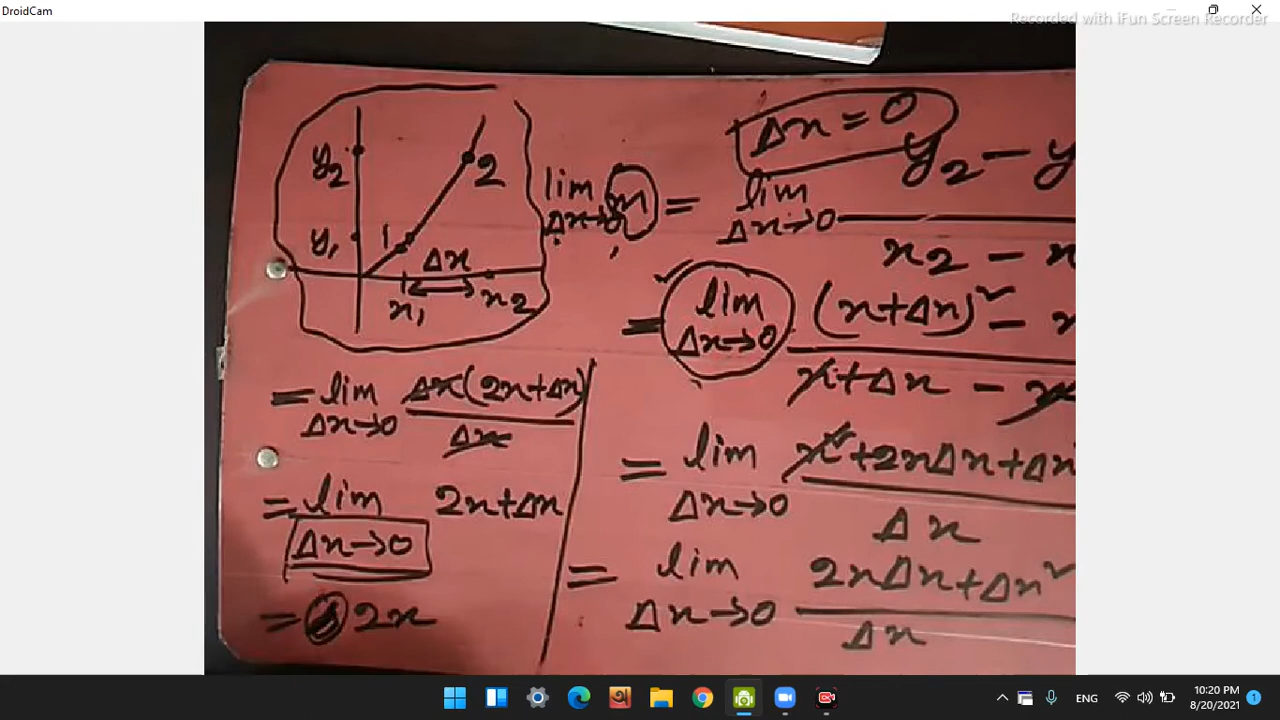 DroidCam
Recorded with iFun Screen Recorder
Δx = 0
y₂
y₁
1
2
Δx
x₁
x₂
lim Δx→0 m = lim Δx→0 y₂ − y / x₂ − x
= lim Δx→0 (x+Δx)² − x / x+Δx − x
= lim Δx→0 x²+2xΔx+Δx / Δx
= lim Δx→0 2xΔx+Δx² / Δx
= lim Δx→0 Δx(2x+Δx) / Δx
= lim Δx→0 2x+Δx
= 2x
ENG
10:20 PM
8/20/2021
1